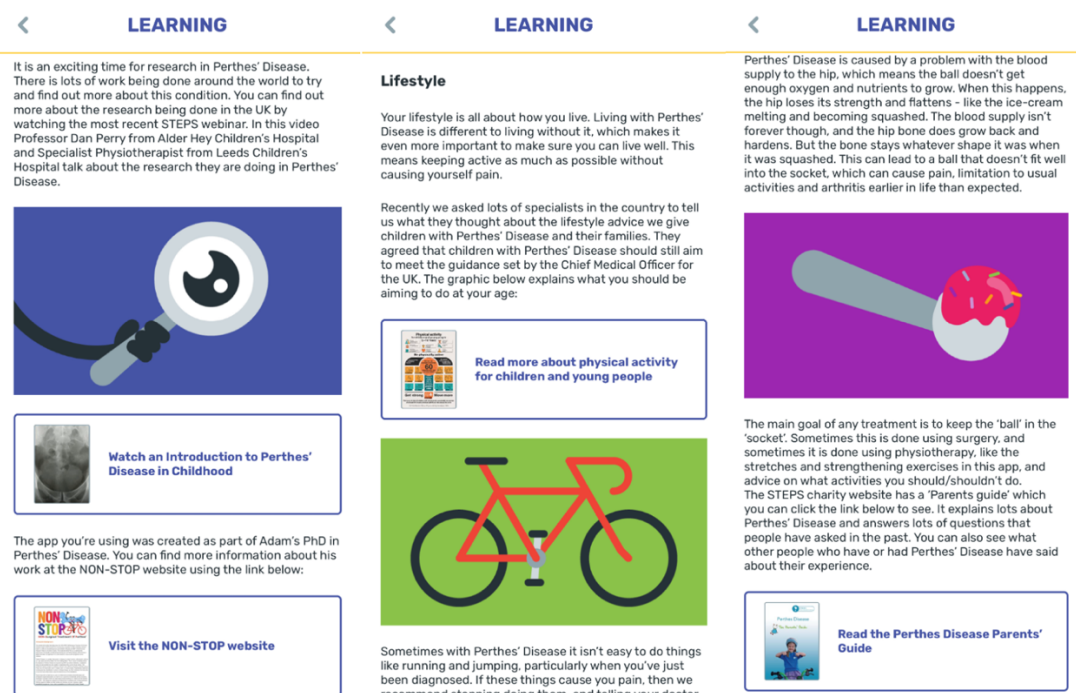 LEARNING
It is an exciting time for research in Perthes’ Disease.
There is lots of work being done around the world to try
and find out more about this condition. You can find out
more about the research being done in the UK by
watching the most recent STEPS webinar. In this video
Professor Dan Perry from Alder Hey Children’s Hospital
and Specialist Physiotherapist from Leeds Children’s
Hospital talk about the research they are doing in Perthes’
Disease.
Watch an Introduction to Perthes’
Disease in Childhood
The app you’re using was created as part of Adam’s PhD in
Perthes’ Disease. You can find more information about his
work at the NON-STOP website using the link below:
NON
STOP
Visit the NON-STOP website
LEARNING
Lifestyle
Your lifestyle is all about how you live. Living with Perthes’
Disease is different to living without it, which makes it
even more important to make sure you can live well. This
means keeping active as much as possible without
causing yourself pain.
Recently we asked lots of specialists in the country to tell
us what they thought about the lifestyle advice we give
children with Perthes’ Disease and their families. They
agreed that children with Perthes’ Disease should still aim
to meet the guidance set by the Chief Medical Officer for
the UK. The graphic below explains what you should be
aiming to do at your age:
Read more about physical activity
for children and young people
Sometimes with Perthes’ Disease it isn’t easy to do things
like running and jumping, particularly when you’ve just
been diagnosed. If these things cause you pain, then we
recommend stopping doing them, and telling your doctor
LEARNING
Perthes’ Disease is caused by a problem with the blood
supply to the hip, which means the ball doesn’t get
enough oxygen and nutrients to grow. When this happens,
the hip loses its strength and flattens - like the ice-cream
melting and becoming squashed. The blood supply isn’t
forever though, and the hip bone does grow back and
hardens. But the bone stays whatever shape it was when
it was squashed. This can lead to a ball that doesn’t fit well
into the socket, which can cause pain, limitation to usual
activities and arthritis earlier in life than expected.
The main goal of any treatment is to keep the ‘ball’ in the
‘socket’. Sometimes this is done using surgery, and
sometimes it is done using physiotherapy, like the
stretches and strengthening exercises in this app, and
advice on what activities you should/shouldn’t do.
The STEPS charity website has a ‘Parents guide’ which
you can click the link below to see. It explains lots about
Perthes’ Disease and answers lots of questions that
people have asked in the past. You can also see what
other people who have or had Perthes’ Disease have said
about their experience.
Perthes Disease
Read the Perthes Disease Parents’
Guide